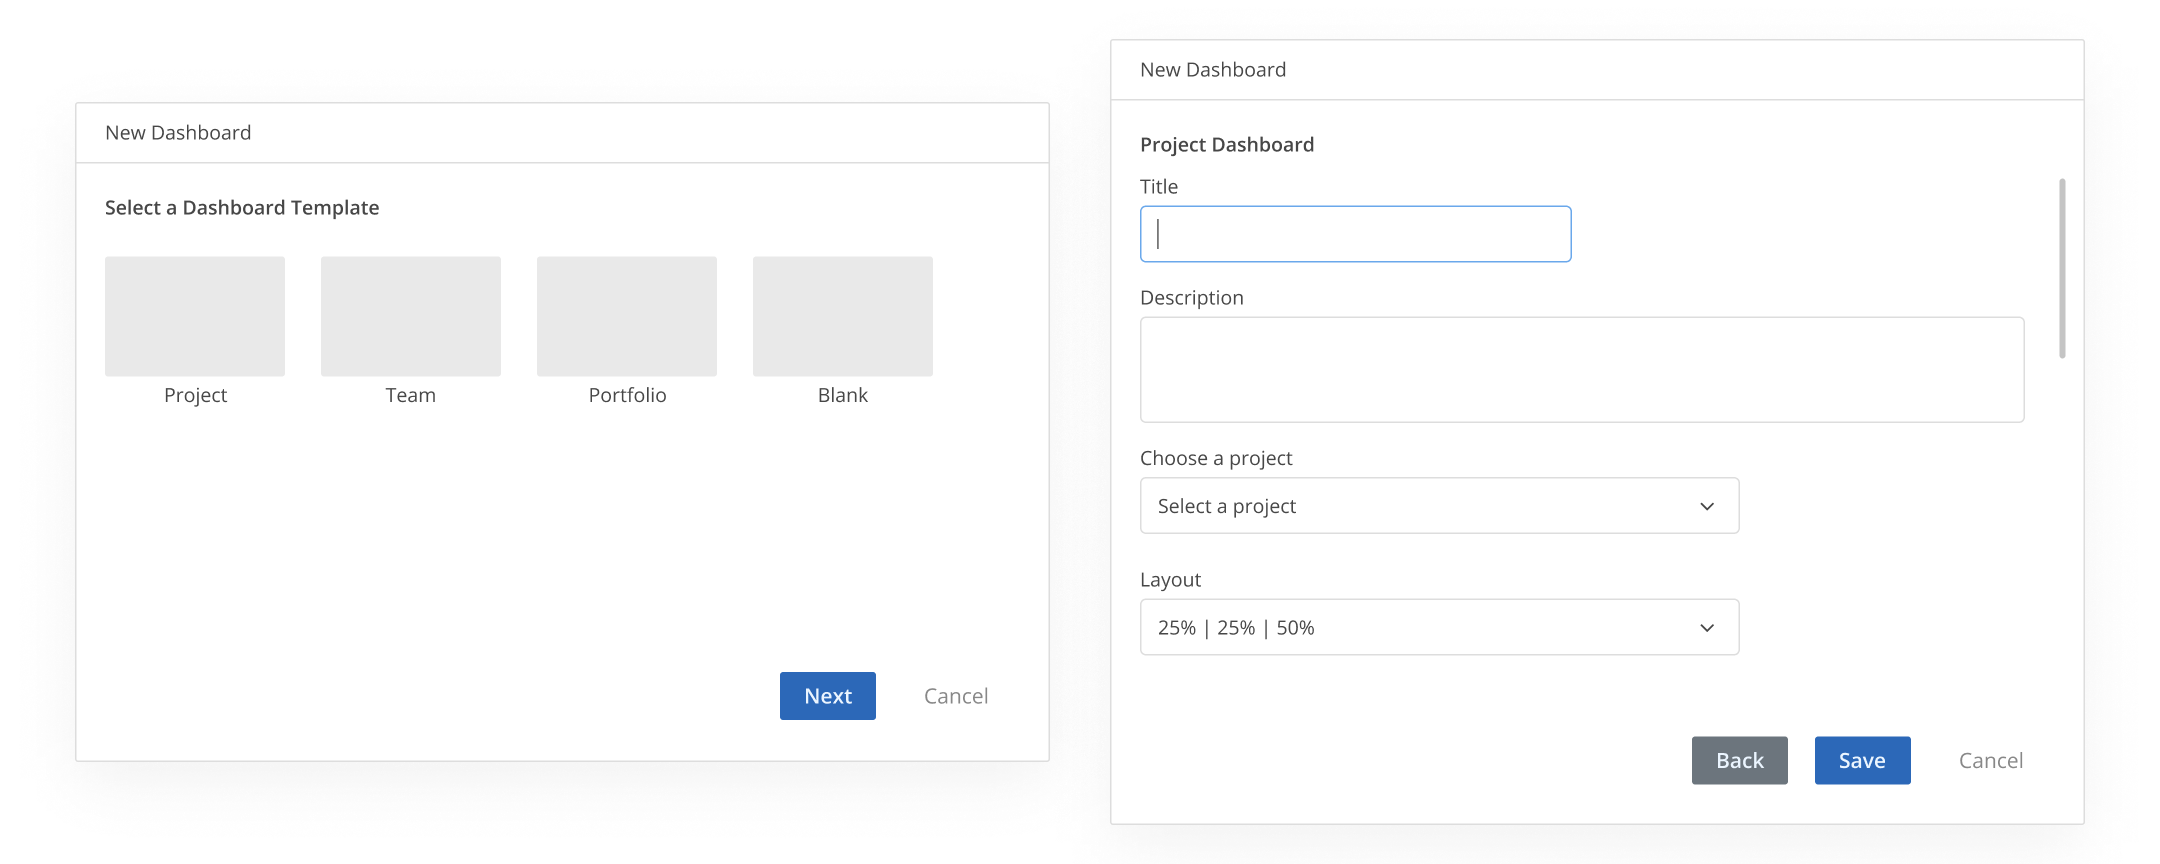 New Dashboard
Select a Dashboard Template
Project
Team
Portfolio
Blank
Next
Cancel
New Dashboard
Project Dashboard
Title
Description
Choose a project
Select a project
Layout
25% | 25% | 50%
Back
Save
Cancel